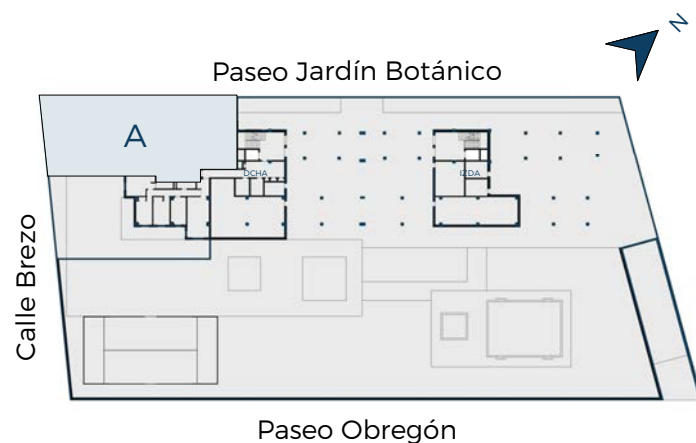 N
Paseo Jardín Botánico
A
DCHA
IZDA
Calle Brezo
Paseo Obregón